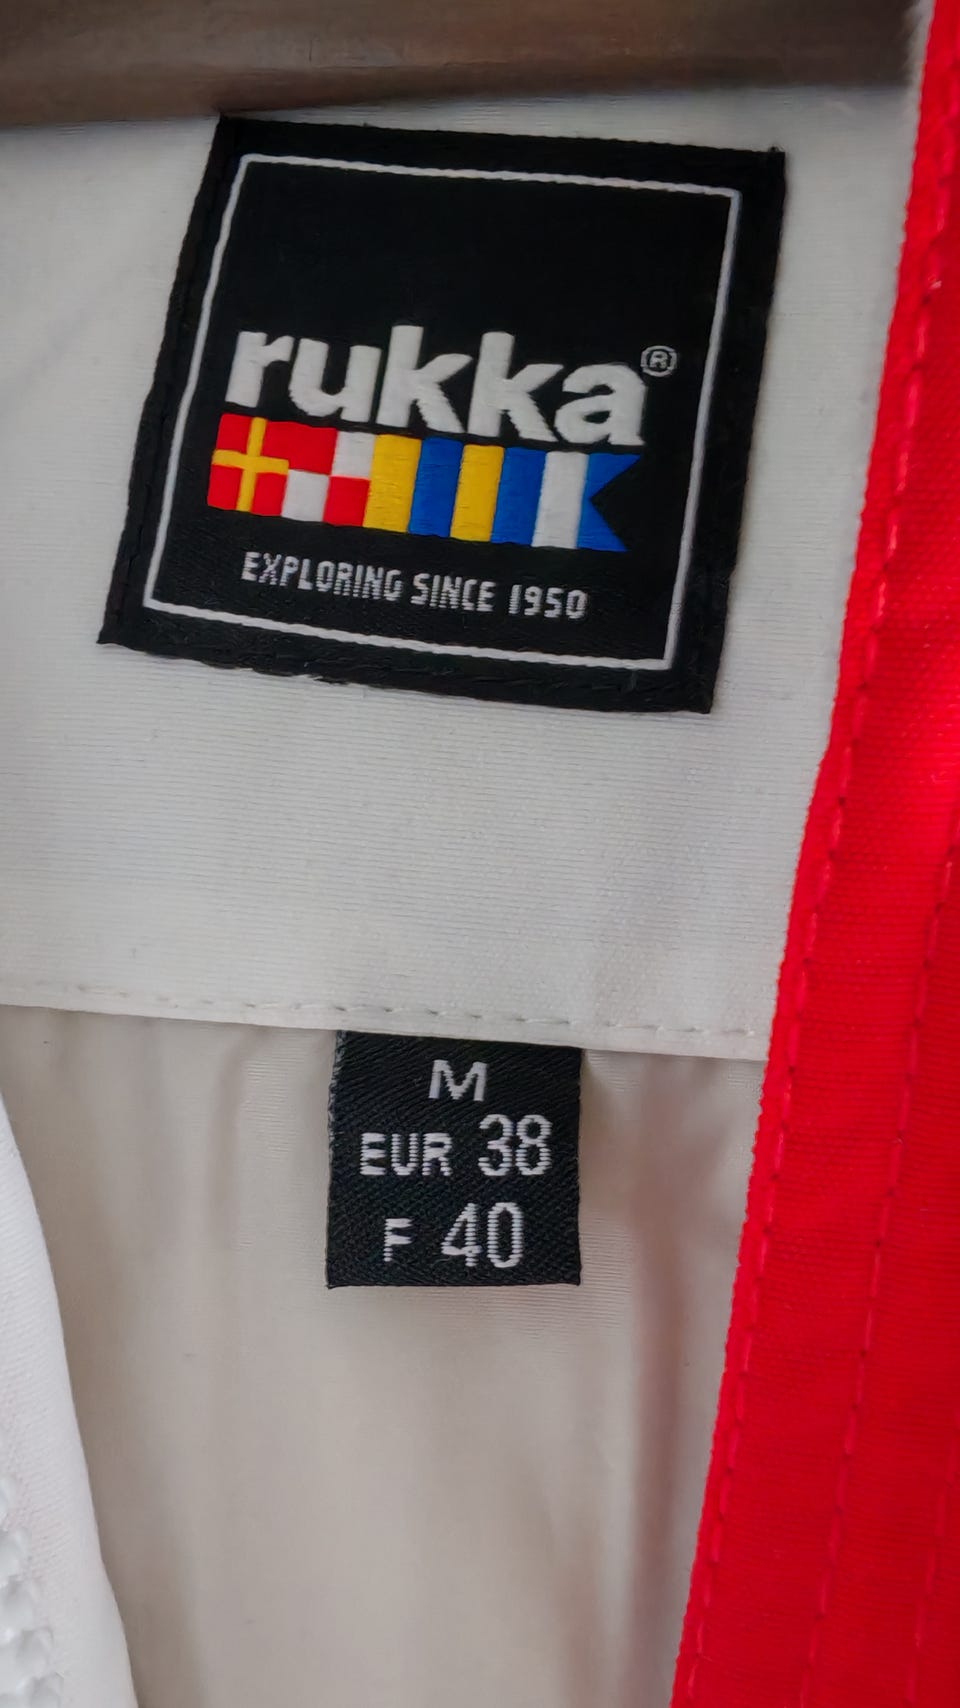 rukka®
EXPLORING SINCE 1950
M
EUR 38
F 40